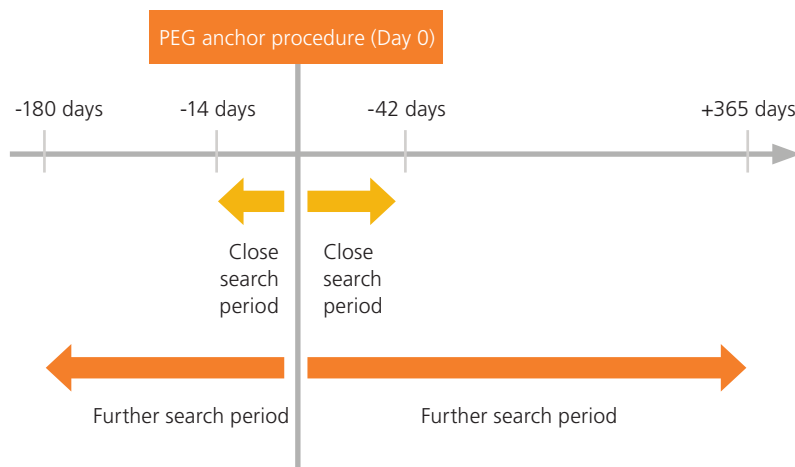 PEG anchor procedure (Day 0)
-180 days
-14 days
-42 days
+365 days
Close
search
period
Close
search
period
Further search period
Further search period